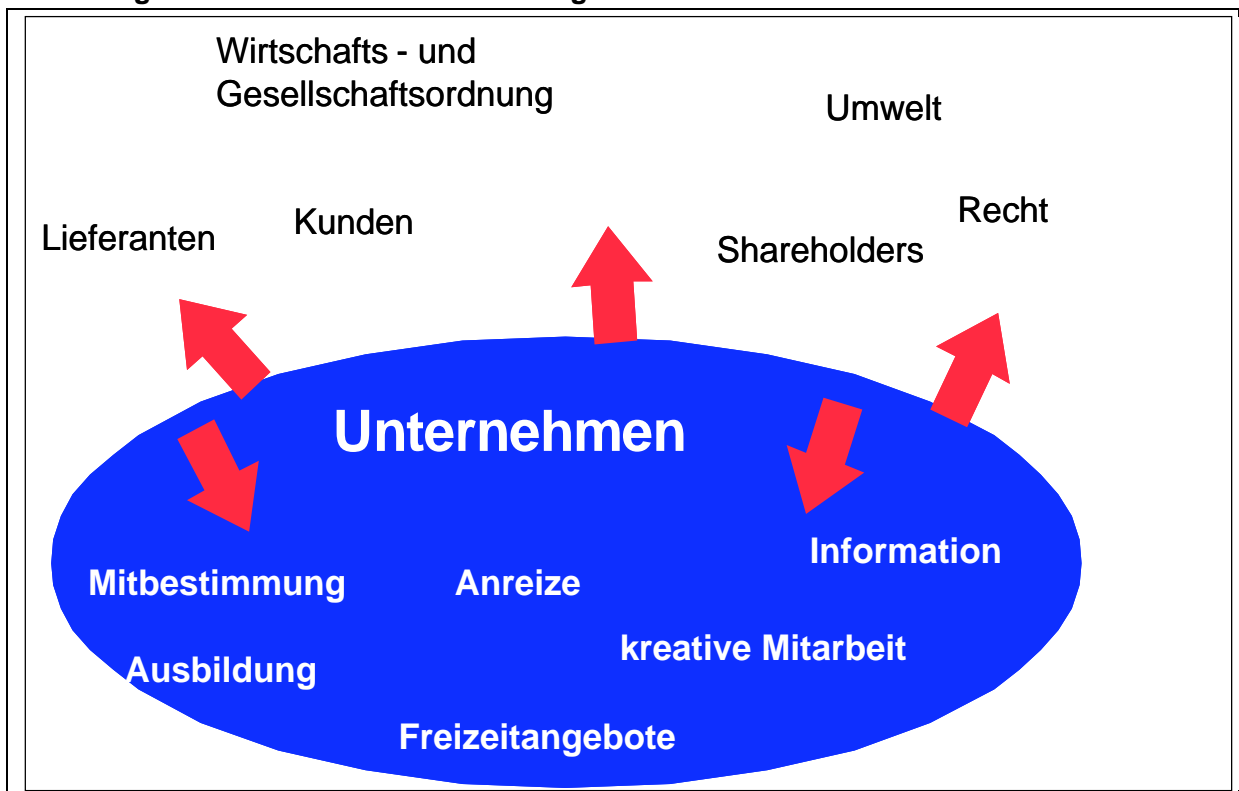 Wirtschafts - und
Gesellschaftsordnung
Umwelt
Recht
Kunden
Lieferanten
Shareholders
Unternehmen
Information
Mitbestimmung
Anreize
kreative Mitarbeit
Ausbildung
Freizeitangebote